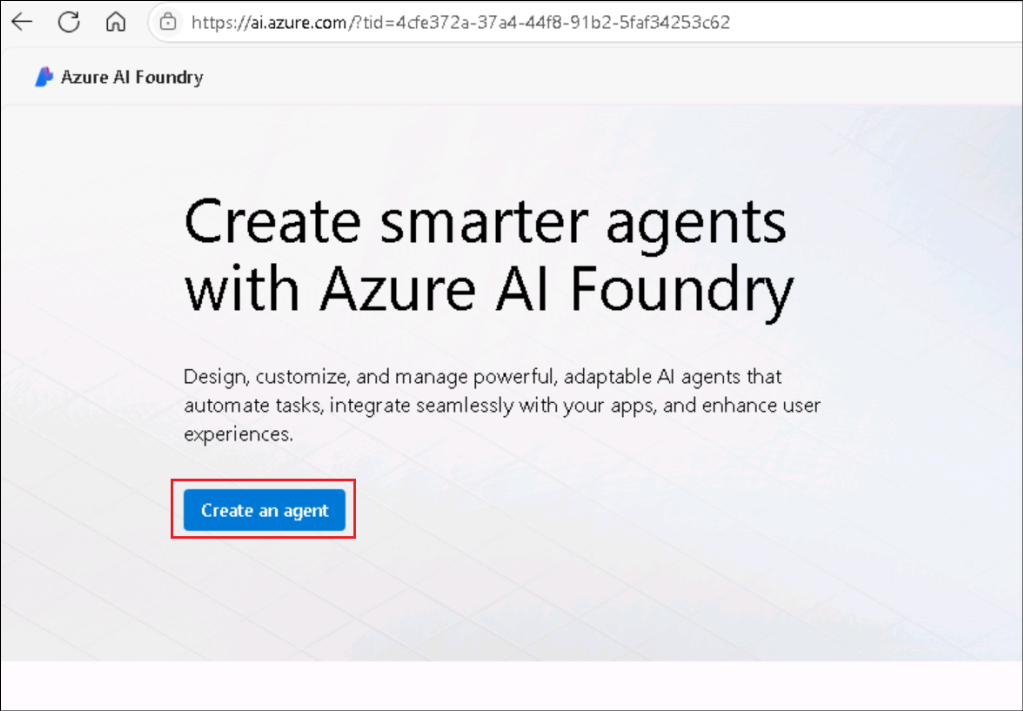 https://ai.azure.com/?tid=4cfe372a-37a4-44f8-91b2-5faf34253c62
Azure AI Foundry
Create smarter agents
with Azure AI Foundry
Design, customize, and manage powerful, adaptable AI agents that
automate tasks, integrate seamlessly with your apps, and enhance user
experiences.
Create an agent